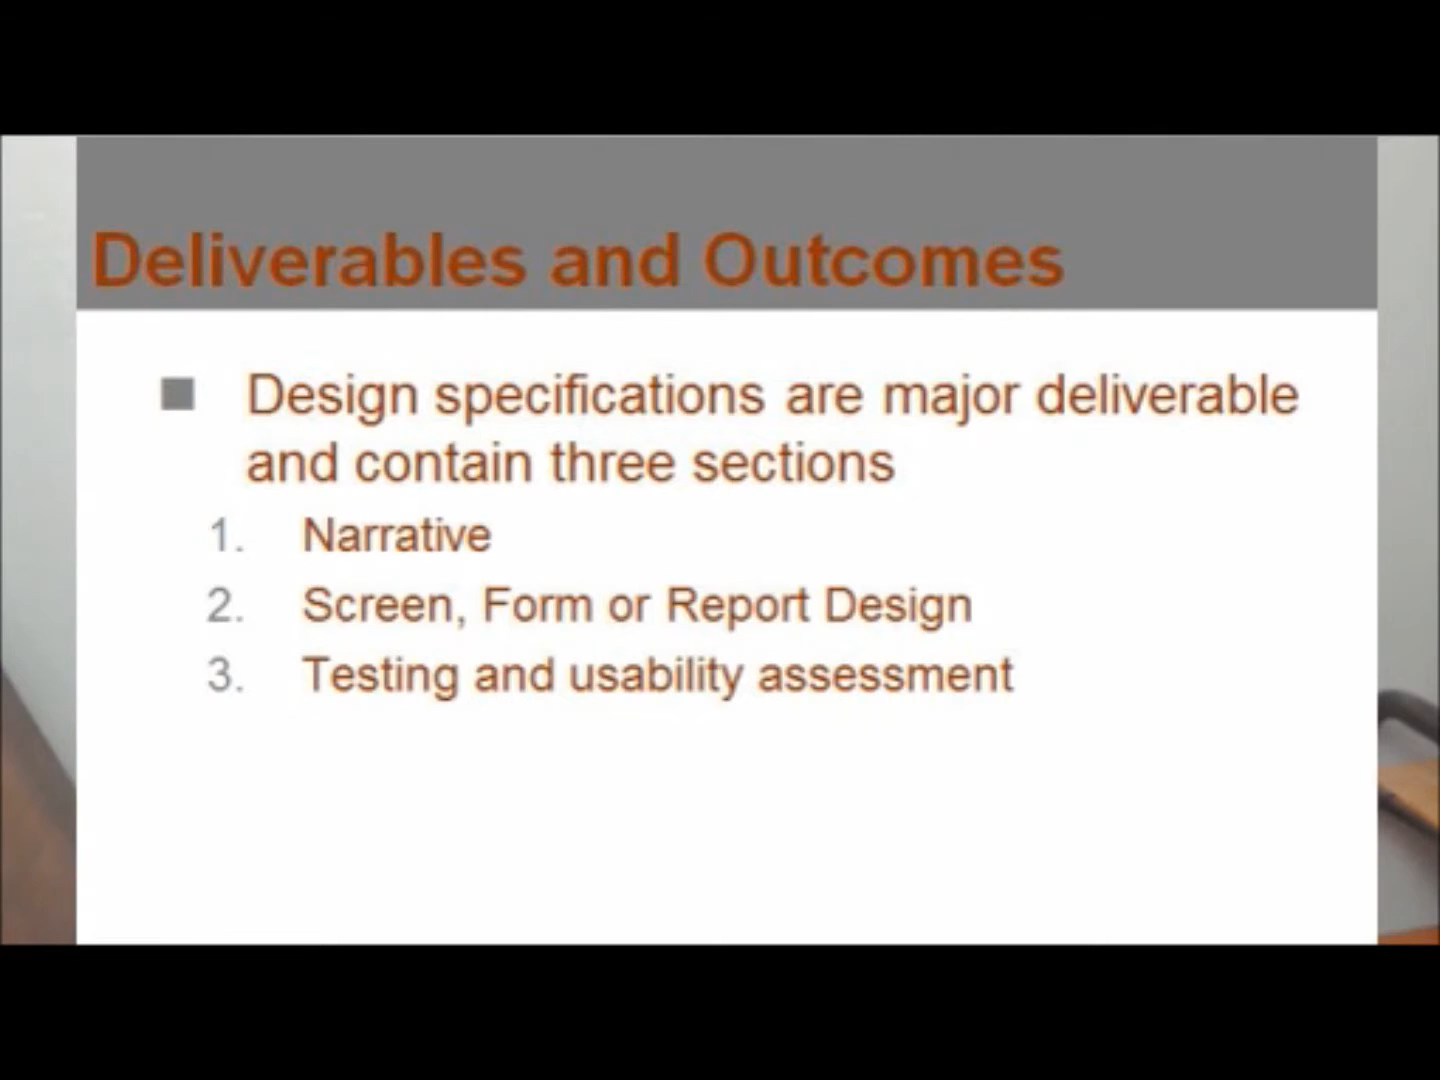 Deliverables and Outcomes
Design specifications are major deliverable
and contain three sections
1. Narrative
2. Screen, Form or Report Design
3. Testing and usability assessment